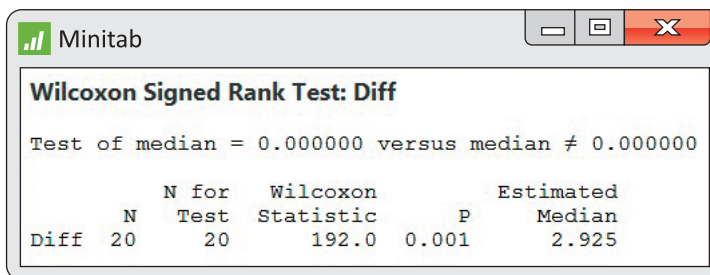 Minitab
Wilcoxon Signed Rank Test: Diff
Test of median = 0.000000 versus median ≠ 0.000000
N for Wilcoxon Estimated
N Test Statistic P Median
Diff 20 20 192.0 0.001 2.925